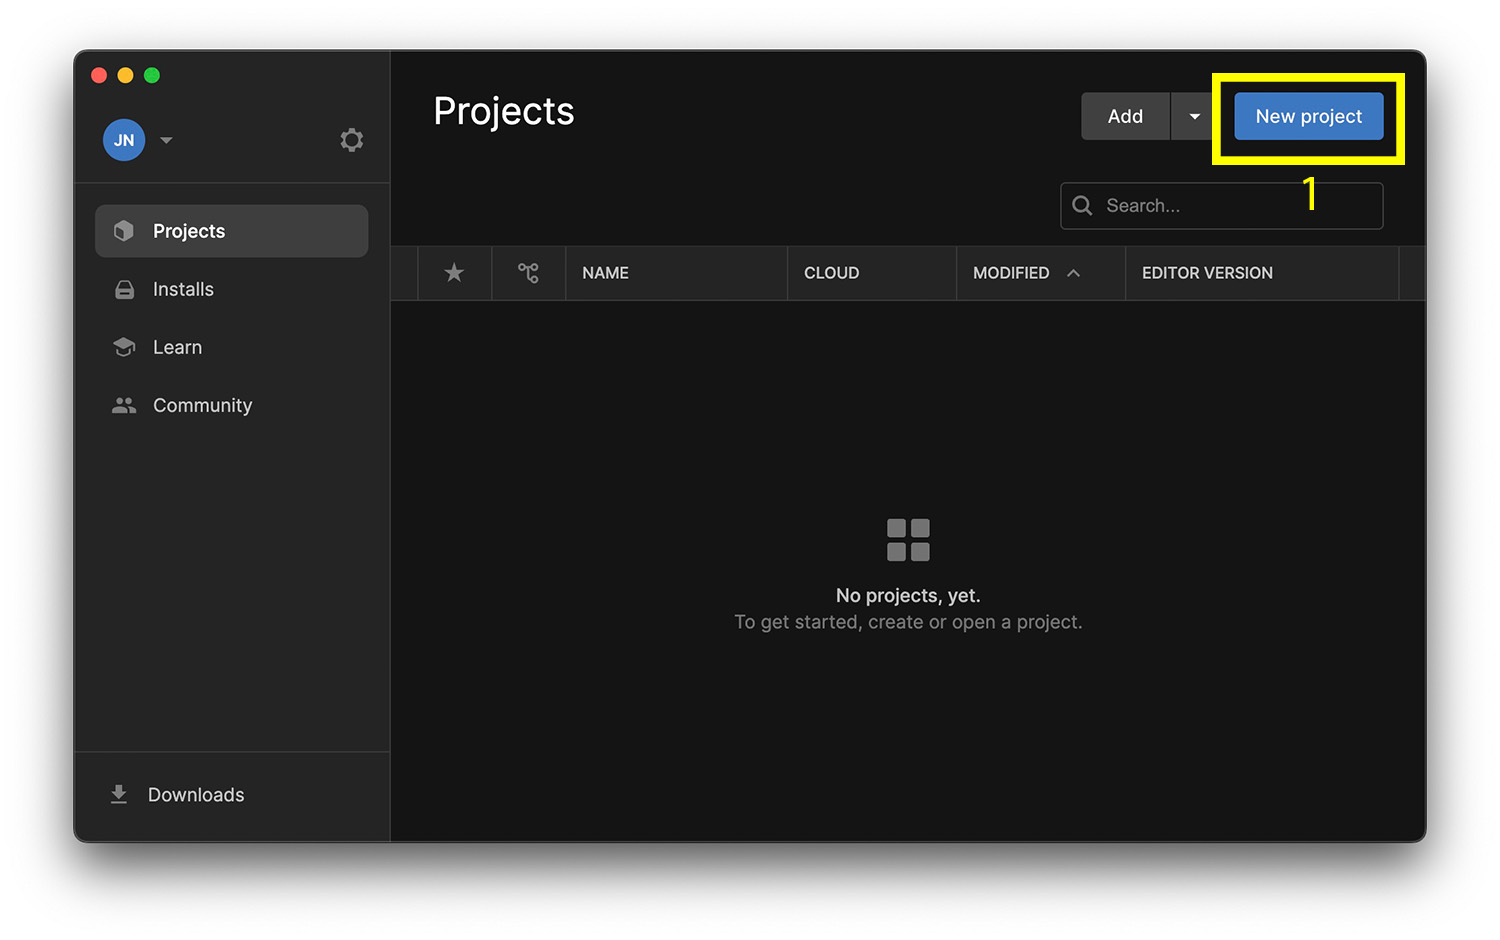 JN
Projects
Installs
Learn
Community
Downloads
Projects
Add
New project
1
Search...
NAME
CLOUD
MODIFIED
EDITOR VERSION
No projects, yet.
To get started, create or open a project.